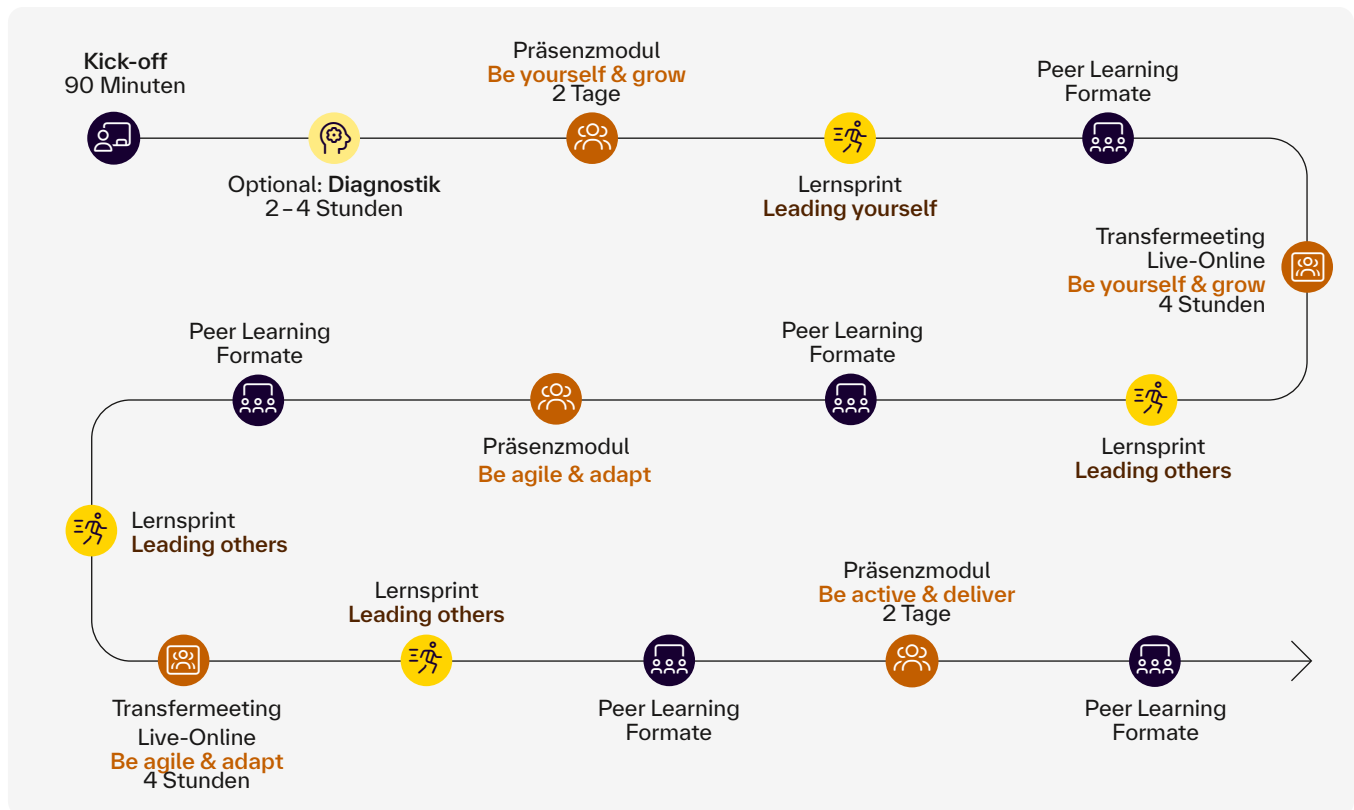 Kick-off
90 Minuten
Optional: Diagnostik
2–4 Stunden
Präsenzmodul
Be yourself & grow
2 Tage
Lernsprint
Leading yourself
Peer Learning
Formate
Transfermeeting
Live-Online
Be yourself & grow
4 Stunden
Lernsprint
Leading others
Peer Learning
Formate
Präsenzmodul
Be agile & adapt
Peer Learning
Formate
Lernsprint
Leading others
Transfermeeting
Live-Online
Be agile & adapt
4 Stunden
Lernsprint
Leading others
Peer Learning
Formate
Präsenzmodul
Be active & deliver
2 Tage
Peer Learning
Formate